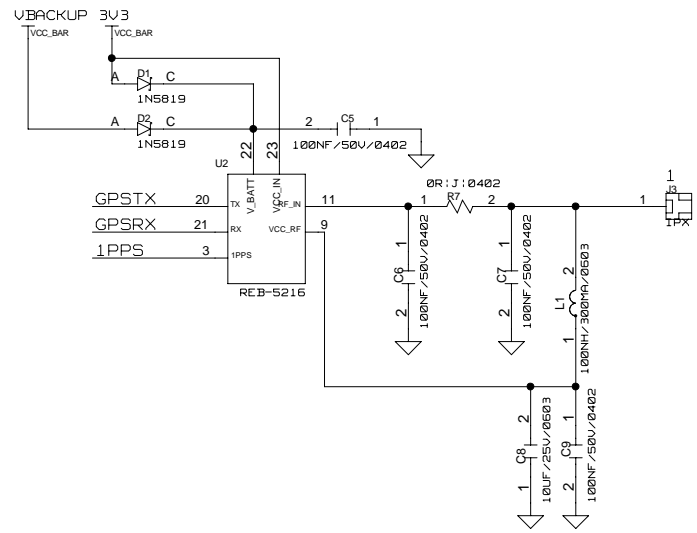 VBACKUP 3V3
VCC_BAR VCC_BAR
A D1 C
1N5819
A D2 C
1N5819
2 C5 1
100NF/50V/0402
22 23
U2
V_BATT
VCC_IN
GPSTX 20 TX
RF_IN 11
GPSRX 21 RX
VCC_RF 9
1PPS 3 1PPS
REB-5216
0R:J:0402
1 R7 2
1
J3
1
IPX
1 C6 2
100NF/50V/0402
1 C7 2
100NF/50V/0402
2 L1 1
100NH/300MA/0603
2 C8 1
10UF/25V/0603
1 C9 2
100NF/50V/0402